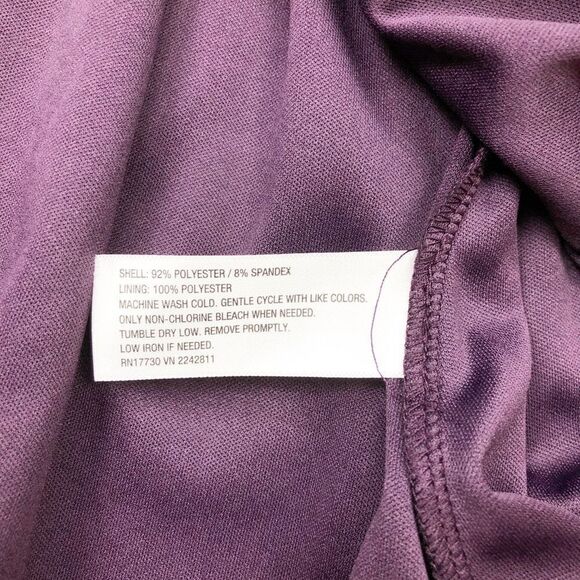 SHELL: 92% POLYESTER / 8% SPANDEX
LINING: 100% POLYESTER
MACHINE WASH COLD. GENTLE CYCLE WITH LIKE COLORS.
ONLY NON-CHLORINE BLEACH WHEN NEEDED.
TUMBLE DRY LOW. REMOVE PROMPTLY.
LOW IRON IF NEEDED.
RN17730 VN 2242811